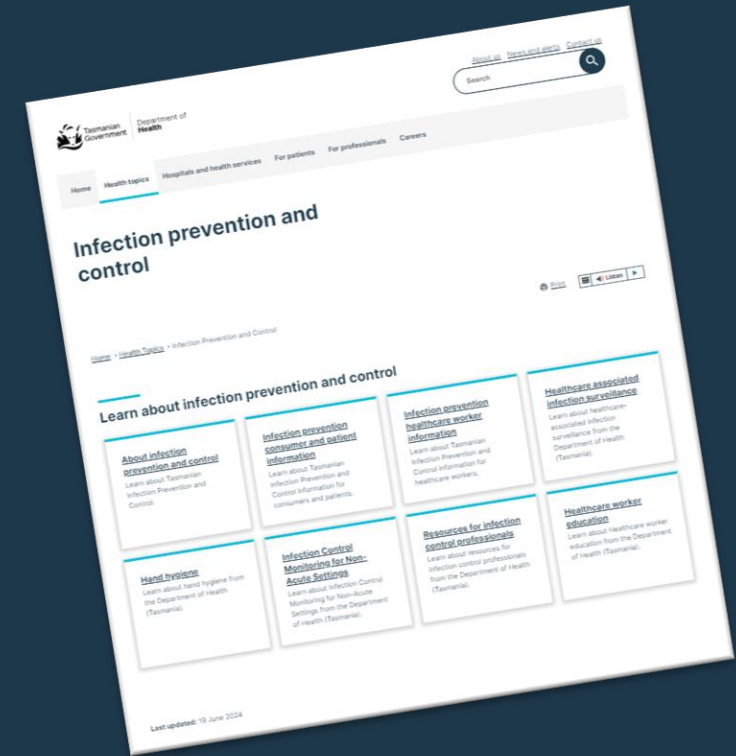 About us News and alerts Contact us
Search
Tasmanian
Government
Department of
Health
Home Health topics Hospitals and health services For patients For professionals Careers
Infection prevention and
control
Print Listen
Home • Health Topics • Infection Prevention and Control
Learn about infection prevention and control
About infection
prevention and control
Learn about Tasmanian
Infection Prevention and
Control.
Infection prevention
consumer and patient
information
Learn about Tasmanian
Infection Prevention and
Control Information for
consumers and patients.
Infection prevention
healthcare worker
information
Learn about Tasmanian
Infection Prevention and
Control Information for
healthcare workers.
Healthcare associated
infection surveillance
Learn about healthcare-
associated infection
surveillance from the
Department of Health
(Tasmania).
Hand hygiene
Learn about hand hygiene from
the Department of Health
(Tasmania).
Infection Control
Monitoring for Non-
Acute Settings
Learn about Infection Control
Monitoring for Non-Acute
Settings from the Department
of Health (Tasmania).
Resources for infection
control professionals
Learn about resources for
infection control professionals
from the Department of Health
(Tasmania).
Healthcare worker
education
Learn about Healthcare worker
education from the Department
of Health (Tasmania).
Last updated: 19 June 2024